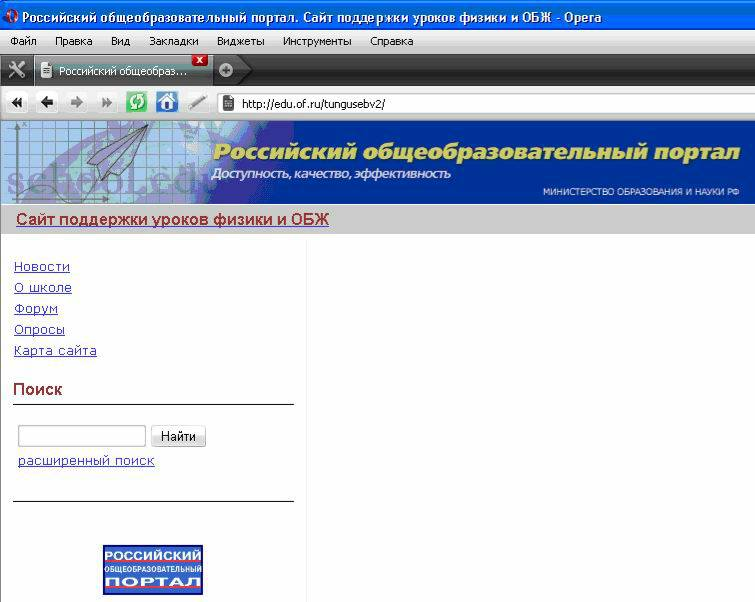 Российский общеобразовательный портал. Сайт поддержки уроков физики и ОБЖ - Opera
Файл Правка Вид Закладки Виджеты Инструменты Справка
Российский общеобраз...
http://edu.of.ru/tungusebv2/
school.edu
Российский общеобразовательный портал
Доступность, качество, эффективность
МИНИСТЕРСТВО ОБРАЗОВАНИЯ И НАУКИ РФ
Сайт поддержки уроков физики и ОБЖ
Новости
О школе
Форум
Опросы
Карта сайта
Поиск
Найти
расширенный поиск
РОССИЙСКИЙ
ОБЩЕОБРАЗОВАТЕЛЬНЫЙ
ПОРТАЛ